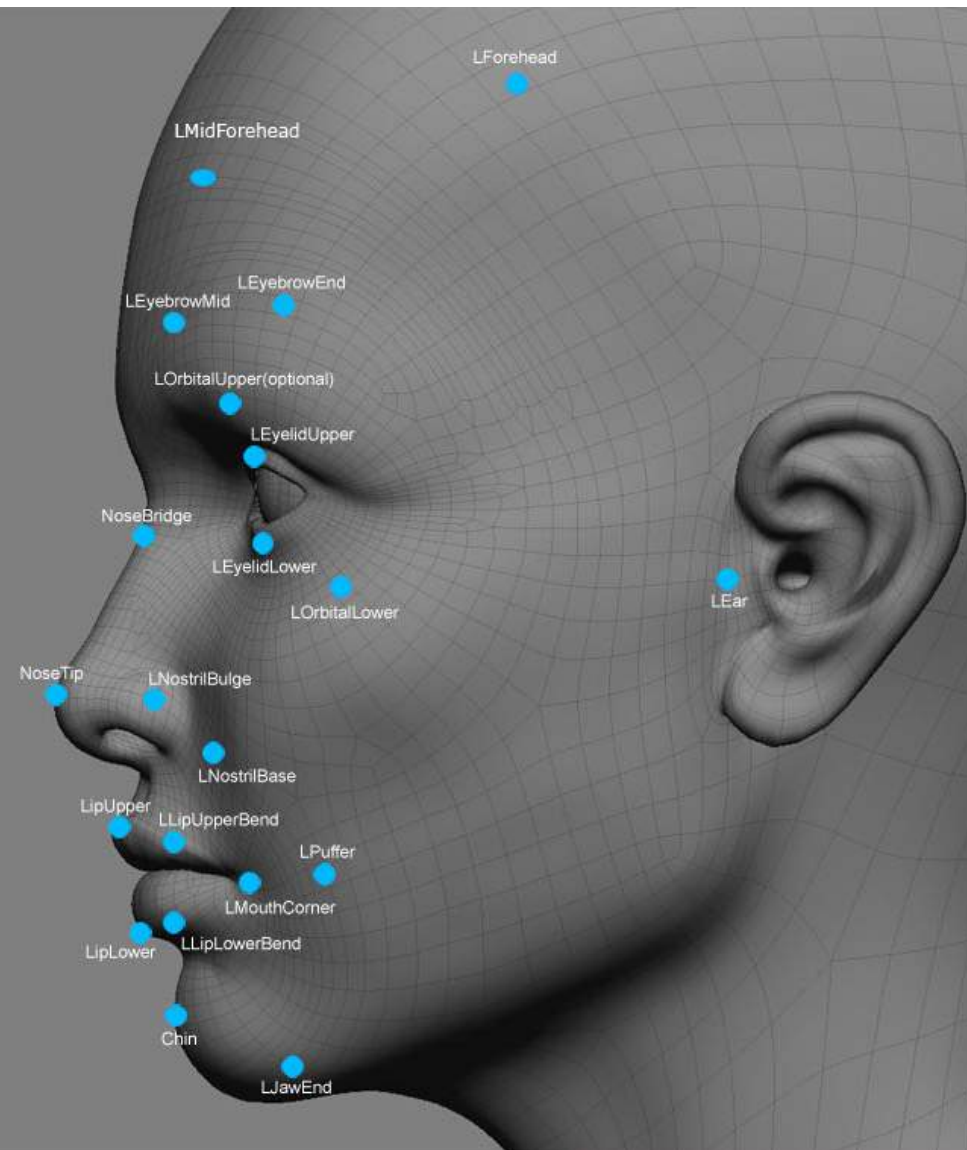 LForehead
LMidForehead
LEyebrowEnd
LEyebrowMid
LOrbitalUpper(optional)
LEyelidUpper
NoseBridge
LEyelidLower
LEar
LOrbitalLower
NoseTip
LNostrilBulge
LNostrilBase
LipUpper
LLipUpperBend
LPuffer
LMouthCorner
LLipLowerBend
LipLower
Chin
LJawEnd